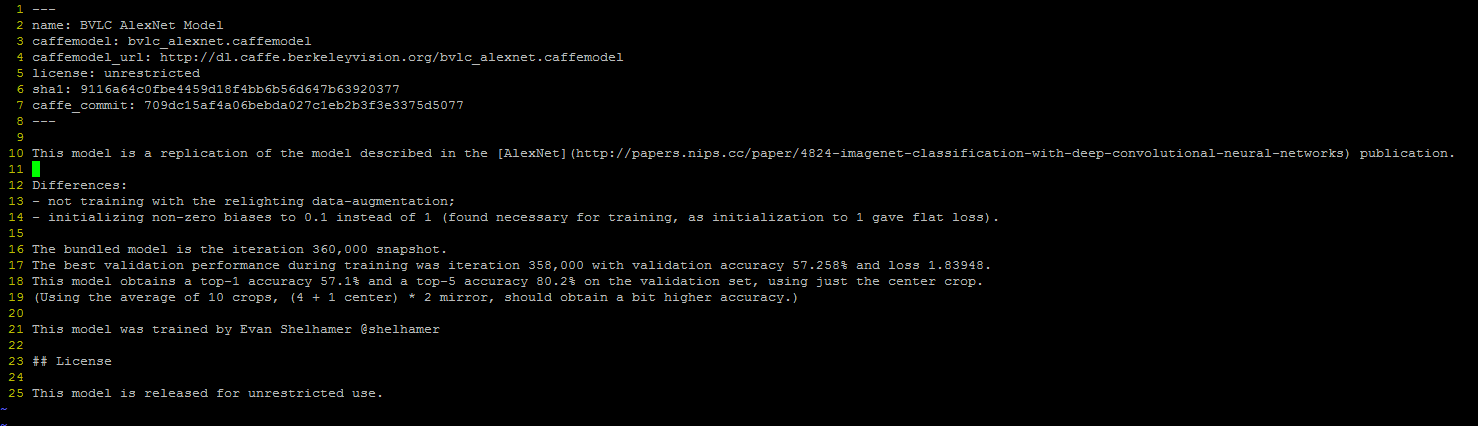 1 ---
2 name: BVLC AlexNet Model
3 caffemodel: bvlc_alexnet.caffemodel
4 caffemodel_url: http://dl.caffe.berkeleyvision.org/bvlc_alexnet.caffemodel
5 license: unrestricted
6 sha1: 9116a64c0fbe4459d18f4bb6b56d647b63920377
7 caffe_commit: 709dc15af4a06bebda027c1eb2b3f3e3375d5077
8 ---
9
10 This model is a replication of the model described in the [AlexNet](http://papers.nips.cc/paper/4824-imagenet-classification-with-deep-convolutional-neural-networks) publication.
11
12 Differences:
13 - not training with the relighting data-augmentation;
14 - initializing non-zero biases to 0.1 instead of 1 (found necessary for training, as initialization to 1 gave flat loss).
15
16 The bundled model is the iteration 360,000 snapshot.
17 The best validation performance during training was iteration 358,000 with validation accuracy 57.258% and loss 1.83948.
18 This model obtains a top-1 accuracy 57.1% and a top-5 accuracy 80.2% on the validation set, using just the center crop.
19 (Using the average of 10 crops, (4 + 1 center) * 2 mirror, should obtain a bit higher accuracy.)
20
21 This model was trained by Evan Shelhamer @shelhamer
22
23 ## License
24
25 This model is released for unrestricted use.
~
~